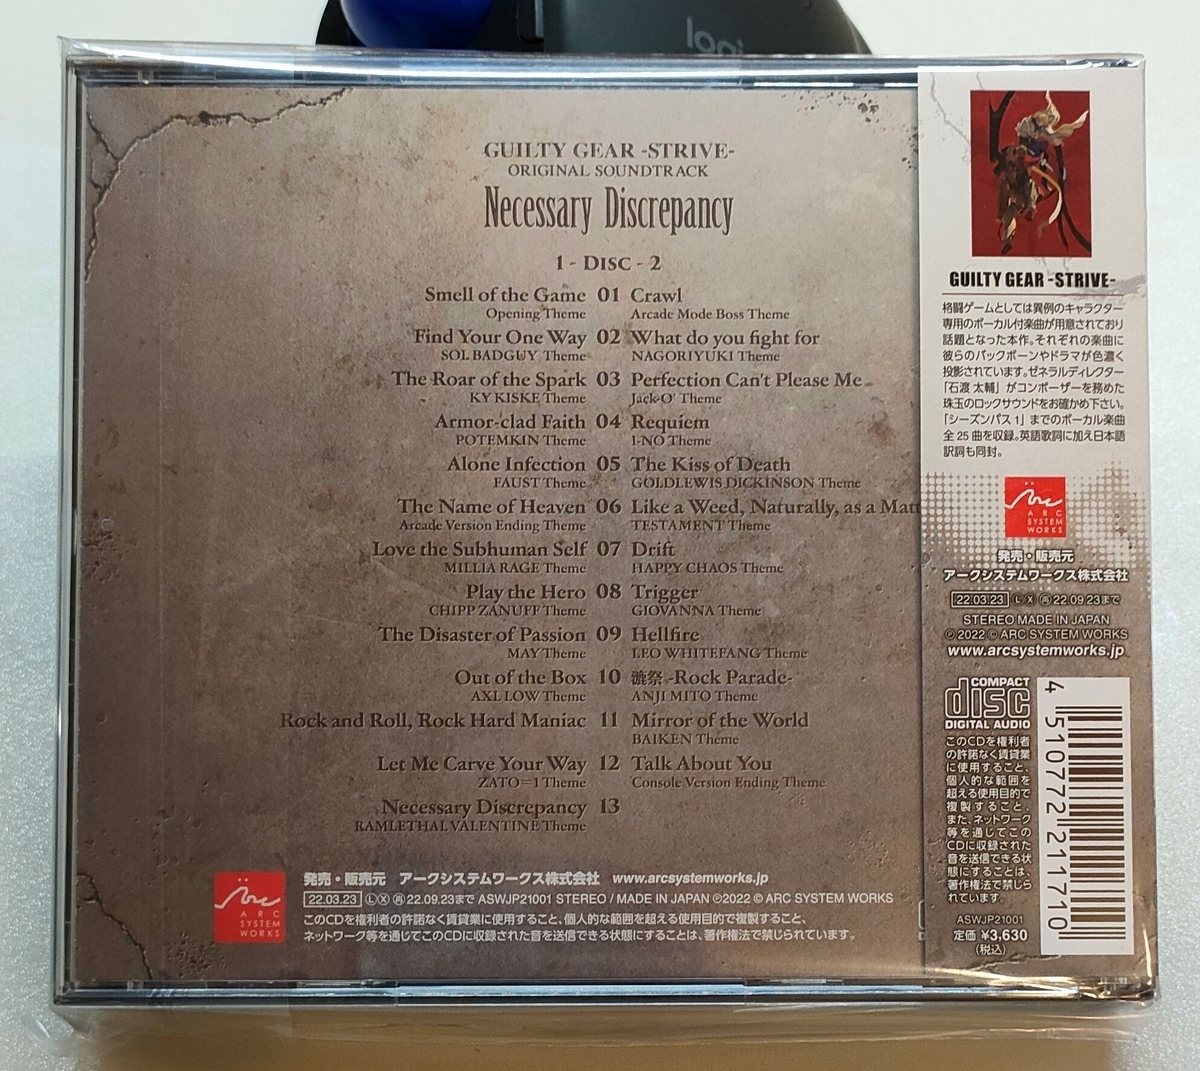 logi
GUILTY GEAR -STRIVE-
ORIGINAL SOUNDTRACK
Necessary Discrepancy
1 - DISC - 2
Smell of the Game 01 Crawl
Opening Theme Arcade Mode Boss Theme
Find Your One Way 02 What do you fight for
SOL BADGUY Theme NAGORIYUKI Theme
The Roar of the Spark 03 Perfection Can't Please Me
KY KISKE Theme Jack-O' Theme
Armor-clad Faith 04 Requiem
POTEMKIN Theme I-NO Theme
Alone Infection 05 The Kiss of Death
FAUST Theme GOLDLEWIS DICKINSON Theme
The Name of Heaven 06 Like a Weed, Naturally, as a Matt
Arcade Version Ending Theme TESTAMENT Theme
Love the Subhuman Self 07 Drift
MILLIA RAGE Theme HAPPY CHAOS Theme
Play the Hero 08 Trigger
CHIPP ZANUFF Theme GIOVANNA Theme
The Disaster of Passion 09 Hellfire
MAY Theme LEO WHITEFANG Theme
Out of the Box 10 漉祭 -Rock Parade-
AXL LOW Theme ANJI MITO Theme
Rock and Roll, Rock Hard Maniac 11 Mirror of the World
BAIKEN Theme
Let Me Carve Your Way 12 Talk About You
ZATO=1 Theme Console Version Ending Theme
Necessary Discrepancy 13
RAMLETHAL VALENTINE Theme
ARC
SYSTEM
WORKS
発売・販売元 アークシステムワークス株式会社 www.arcsystemworks.jp
22.03.23 Ⓛ Ⓧ ㊐22.09.23まで ASWJP21001 STEREO / MADE IN JAPAN ℗2022 © ARC SYSTEM WORKS
このCDを権利者の許諾なく賃貸業に使用すること、個人的な範囲を超える使用目的で複製すること、
ネットワーク等を通じてこのCDに収録された音を送信できる状態にすることは、著作権法で禁じられています。
GUILTY GEAR -STRIVE-
格闘ゲームとしては異例のキャラクター
専用のボーカル付楽曲が用意されており
話題となった本作。それぞれの楽曲に
彼らのバックボーンやドラマが色濃く
投影されています。ゼネラルディレクター
「石渡 太輔」がコンポーザーを務めた
珠玉のロックサウンドをお確かめ下さい。
「シーズンパス 1」までのボーカル楽曲
全 25 曲を収録。英語歌詞に加え日本語
訳詞も同封。
ARC
SYSTEM
WORKS
発売・販売元
アークシステムワークス株式会社
22.03.23 Ⓛ Ⓧ 22.09.23まで
STEREO MADE IN JAPAN
℗ 2022 © ARC SYSTEM WORKS
www.arcsystemworks.jp
COMPACT
disc
DIGITAL AUDIO
このCDを権利者
の許諾なく賃貸業
に使用すること、
個人的な範囲を
超える使用目的で
複製すること、
また、ネットワーク
等を通じてこの
CDに収録された
音を送信できる状
態にすることは、
著作権法で禁じら
れています。
ASWJP21001
定価 ¥3,630
(税込)
4 510772 211710